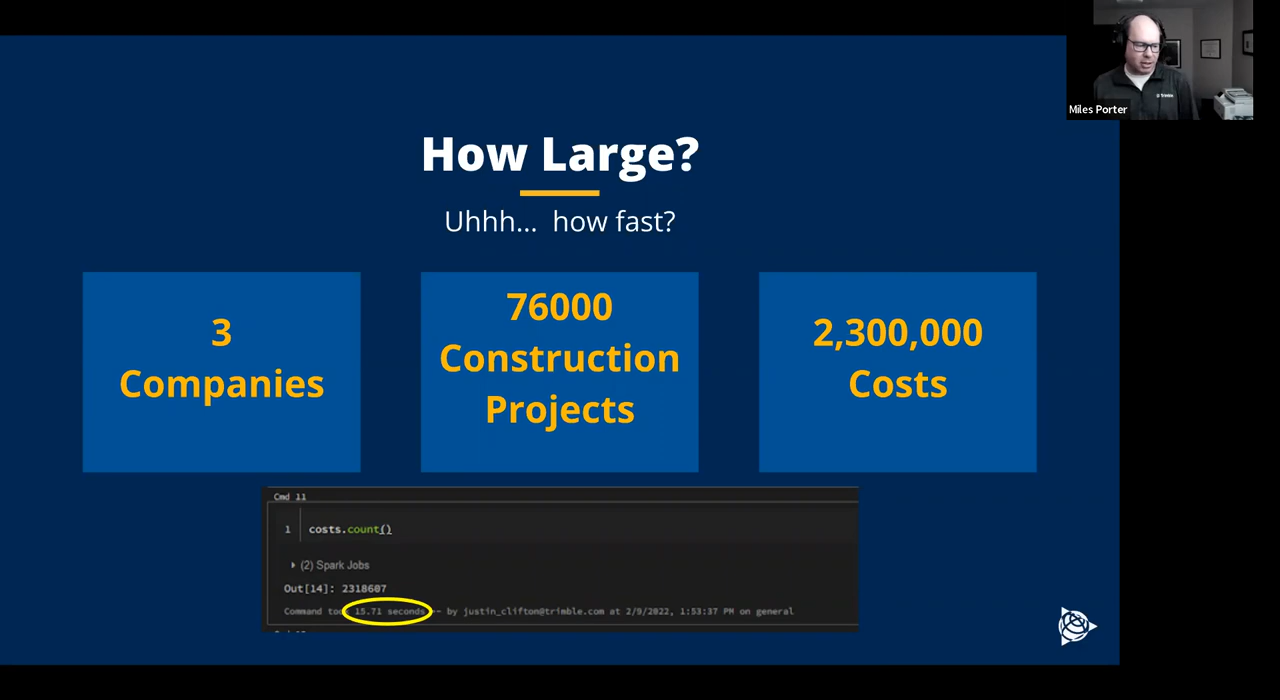 Miles Porter
How Large?
Uhhh... how fast?
3
Companies
76000
Construction
Projects
2,300,000
Costs
Cmd 11
1 costs.count()
(2) Spark Jobs
Out[14]: 2318607
Command took 15.71 seconds -- by justin_clifton@trimble.com at 2/9/2022, 1:53:37 PM on general
Trimble